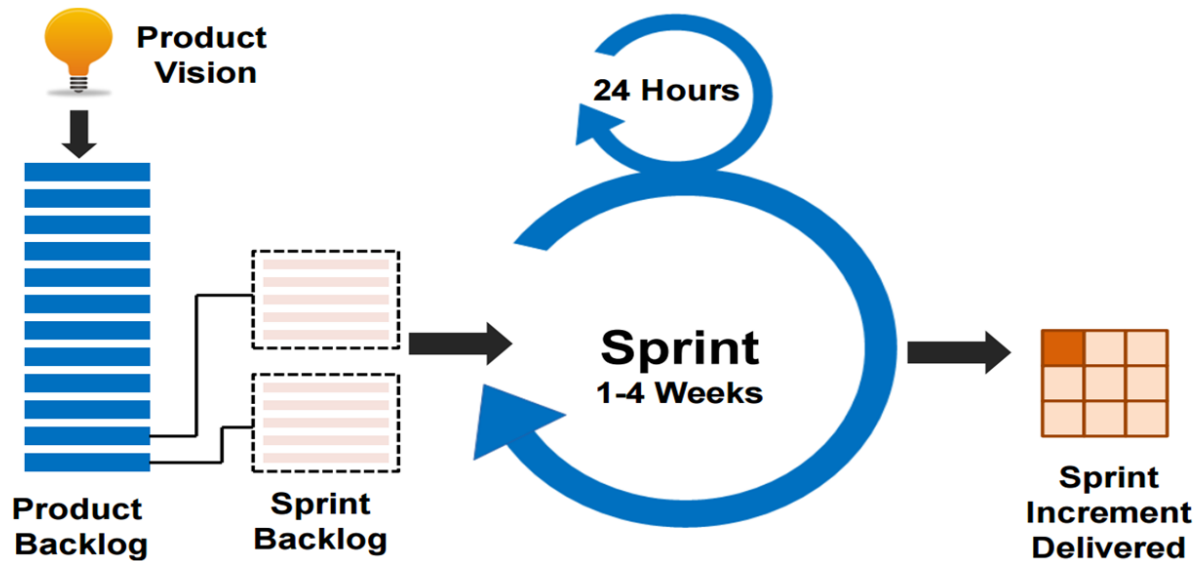 Product
Vision
24 Hours
Sprint
1-4 Weeks
Product
Backlog
Sprint
Backlog
Sprint
Increment
Delivered